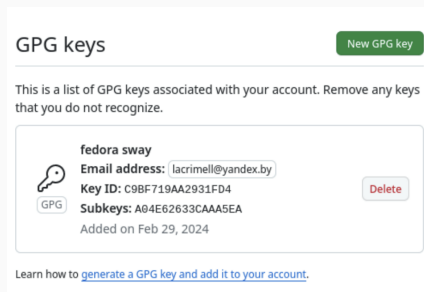 GPG keys
New GPG key
This is a list of GPG keys associated with your account. Remove any keys
that you do not recognize.
fedora sway
Email address: lacrimell@yandex.by
Key ID: C9BF719AA2931FD4
GPG
Subkeys: A04E62633CAAA5EA
Delete
Added on Feb 29, 2024
Learn how to generate a GPG key and add it to your account.